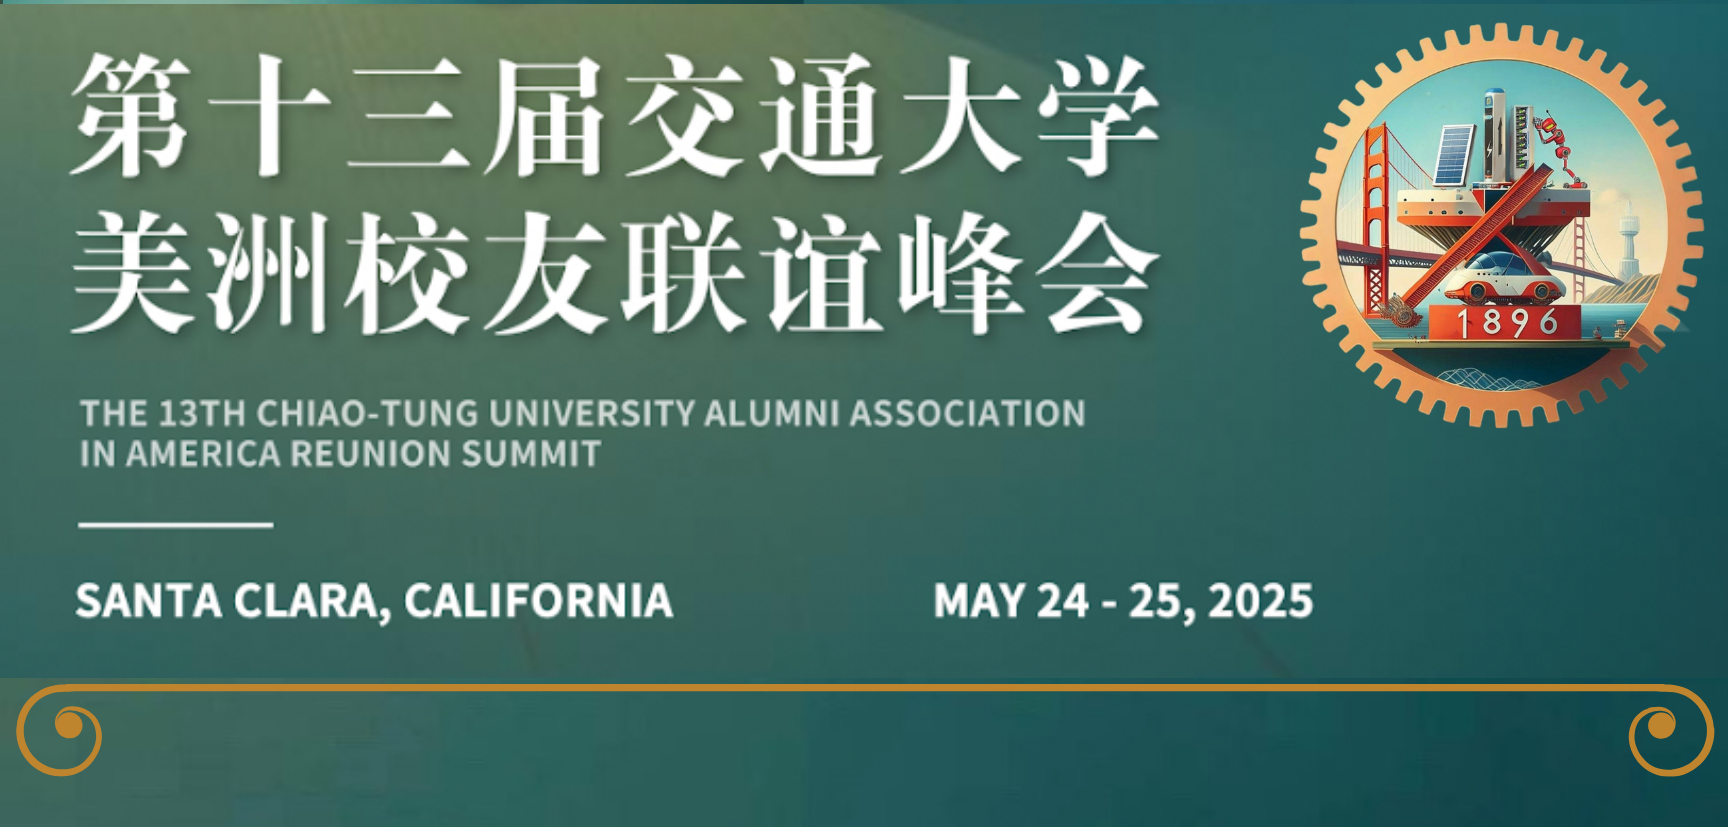 第十三届交通大学
美洲校友联谊峰会
THE 13TH CHIAO-TUNG UNIVERSITY ALUMNI ASSOCIATION
IN AMERICA REUNION SUMMIT
SANTA CLARA, CALIFORNIA
MAY 24 - 25, 2025
1896